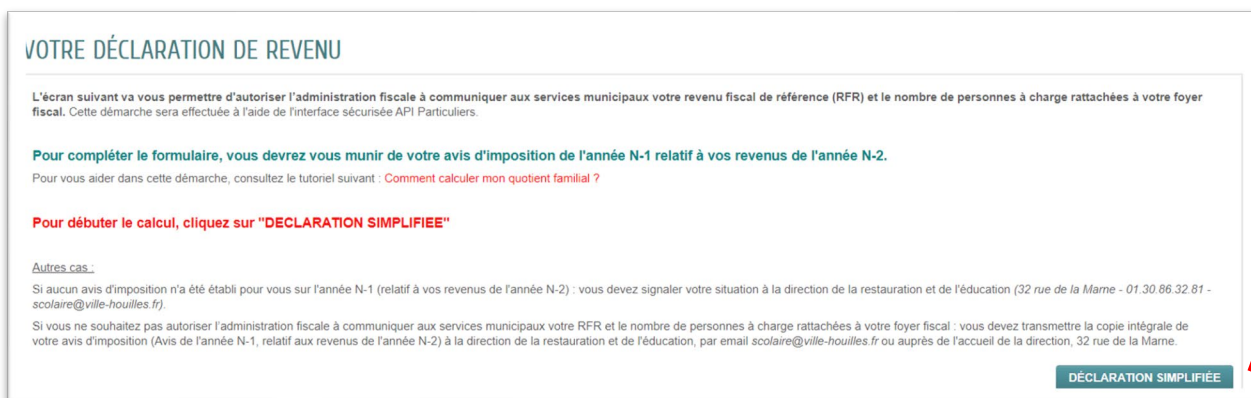 VOTRE DÉCLARATION DE REVENU
L'écran suivant va vous permettre d'autoriser l'administration fiscale à communiquer aux services municipaux votre revenu fiscal de référence (RFR) et le nombre de personnes à charge rattachées à votre foyer
fiscal. Cette démarche sera effectuée à l'aide de l'interface sécurisée API Particuliers.
Pour compléter le formulaire, vous devrez vous munir de votre avis d'imposition de l'année N-1 relatif à vos revenus de l'année N-2.
Pour vous aider dans cette démarche, consultez le tutoriel suivant : Comment calculer mon quotient familial ?
Pour débuter le calcul, cliquez sur "DECLARATION SIMPLIFIEE"
Autres cas :
Si aucun avis d'imposition n'a été établi pour vous sur l'année N-1 (relatif à vos revenus de l'année N-2) : vous devez signaler votre situation à la direction de la restauration et de l'éducation (32 rue de la Marne - 01.30.86.32.81 -
scolaire@ville-houilles.fr).
Si vous ne souhaitez pas autoriser l'administration fiscale à communiquer aux services municipaux votre RFR et le nombre de personnes à charge rattachées à votre foyer fiscal : vous devez transmettre la copie intégrale de
votre avis d'imposition (Avis de l'année N-1, relatif aux revenus de l'année N-2) à la direction de la restauration et de l'éducation, par email scolaire@ville-houilles.fr ou auprès de l'accueil de la direction, 32 rue de la Marne.
DÉCLARATION SIMPLIFIÉE